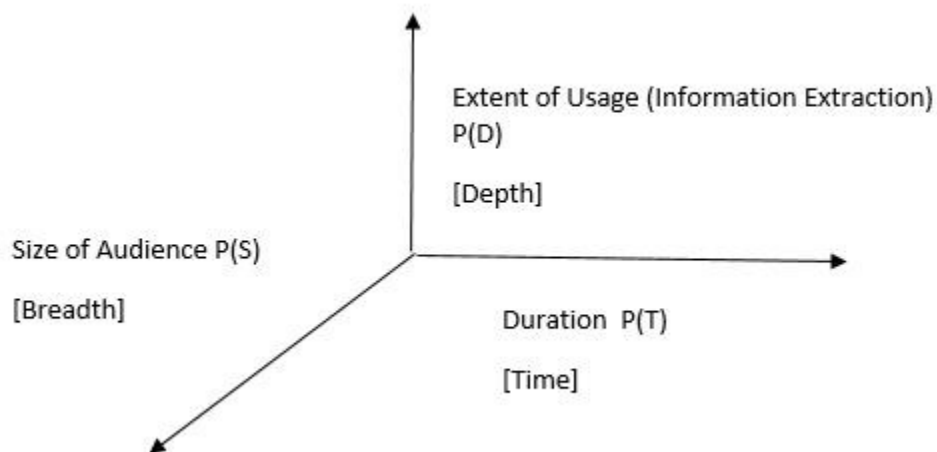 Extent of Usage (Information Extraction)
P(D)
[Depth]
Size of Audience P(S)
[Breadth]
Duration  P(T)
[Time]